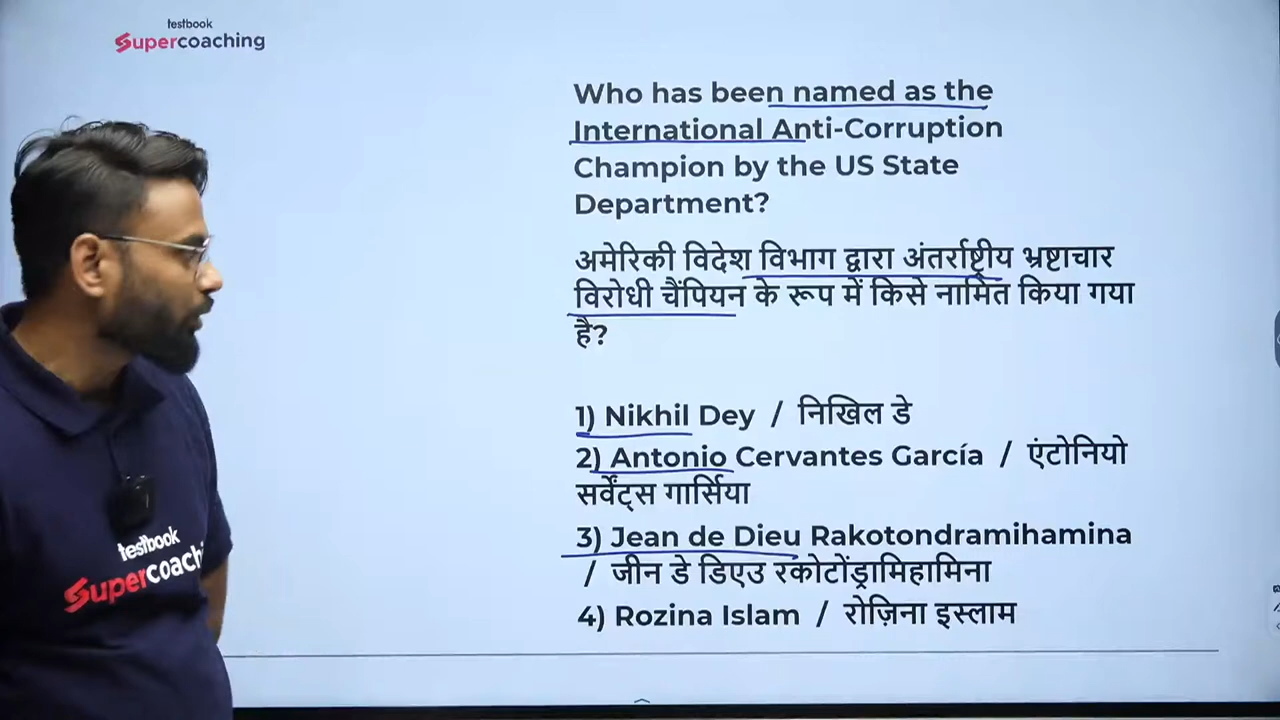 testbook
Supercoaching
Who has been named as the
International Anti-Corruption
Champion by the US State
Department?
अमेरिकी विदेश विभाग द्वारा अंतर्राष्ट्रीय भ्रष्टाचार
विरोधी चैंपियन के रूप में किसे नामित किया गया
है?
1) Nikhil Dey / निखिल डे
2) Antonio Cervantes García / एंटोनियो
सर्वेंट्स गार्सिया
3) Jean de Dieu Rakotondramihamina
/ जीन डे डिएउ रकोटोंड्रामिहामिना
4) Rozina Islam / रोज़िना इस्लाम
testbook
Supercoachi